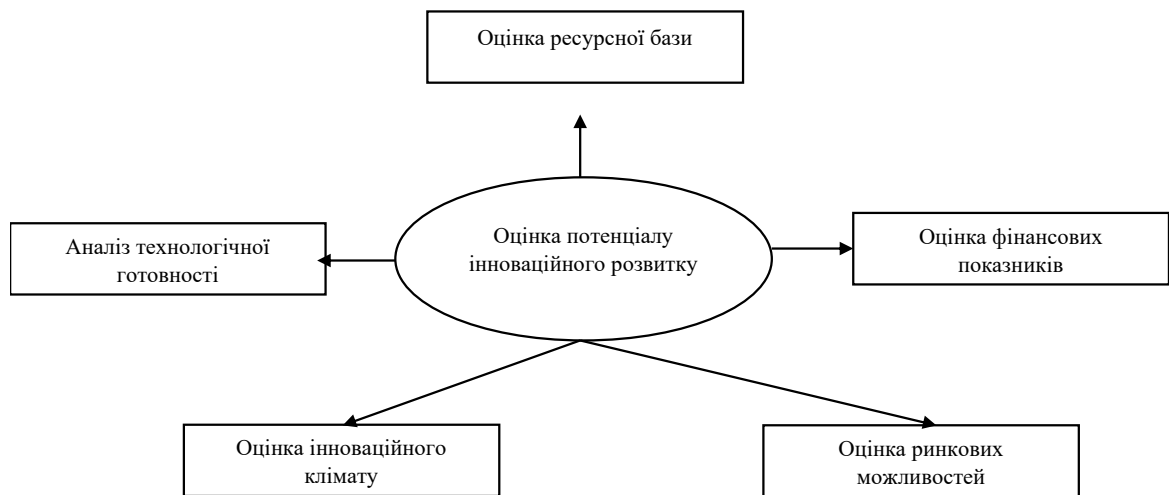 Оцінка ресурсної бази
Аналіз технологічної
готовності
Оцінка потенціалу
інноваційного розвитку
Оцінка фінансових
показників
Оцінка інноваційного
клімату
Оцінка ринкових
можливостей